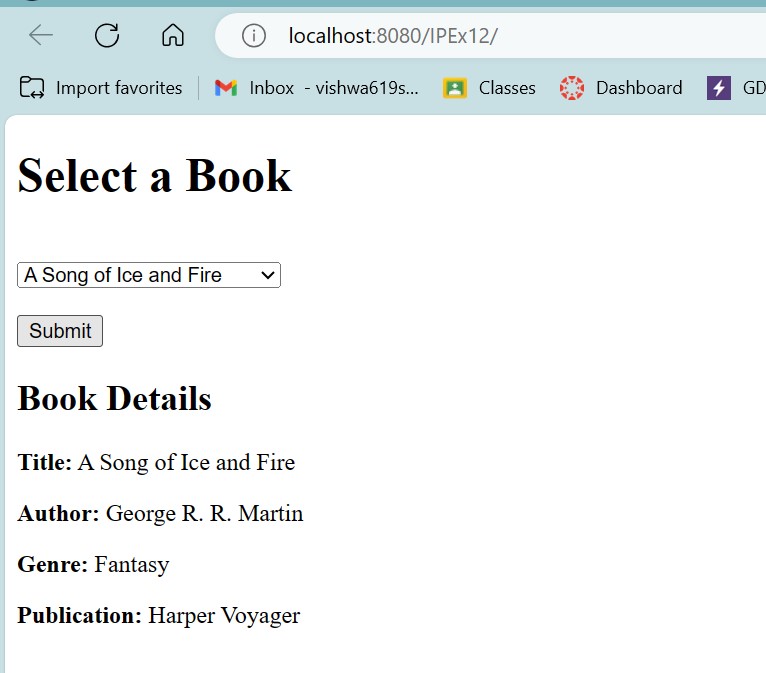 localhost:8080/IPEx12/
Import favorites Inbox - vishwa619s... Classes Dashboard GD
Select a Book
A Song of Ice and Fire
Submit
Book Details
Title: A Song of Ice and Fire
Author: George R. R. Martin
Genre: Fantasy
Publication: Harper Voyager